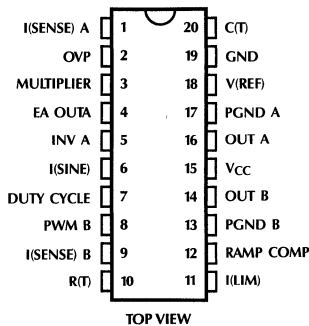 I(SENSE) A 1 20 C(T)
OVP 2 19 GND
MULTIPLIER 3 18 V(REF)
EA OUTA 4 17 PGND A
INV A 5 16 OUT A
I(SINE) 6 15 VCC
DUTY CYCLE 7 14 OUT B
PWM B 8 13 PGND B
I(SENSE) B 9 12 RAMP COMP
R(T) 10 11 I(LIM)
TOP VIEW